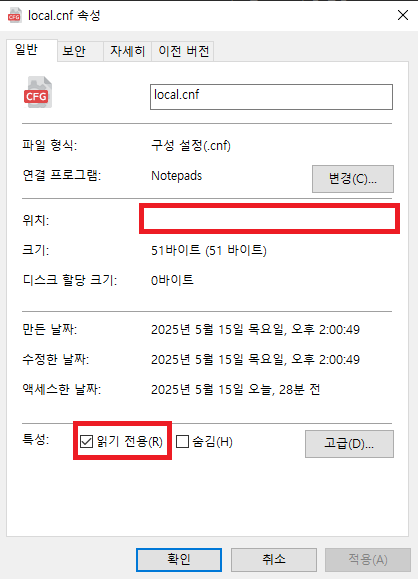 local.cnf 속성
일반 보안 자세히 이전 버전
CFG local.cnf
파일 형식: 구성 설정(.cnf)
연결 프로그램: Notepads 변경(C)...
위치:
크기: 51바이트 (51 바이트)
디스크 할당 크기: 0바이트
만든 날짜: 2025년 5월 15일 목요일, 오후 2:00:49
수정한 날짜: 2025년 5월 15일 목요일, 오후 2:00:49
액세스한 날짜: 2025년 5월 15일 오늘, 28분 전
특성: 읽기 전용(R) 숨김(H) 고급(D)...
확인 취소 적용(A)